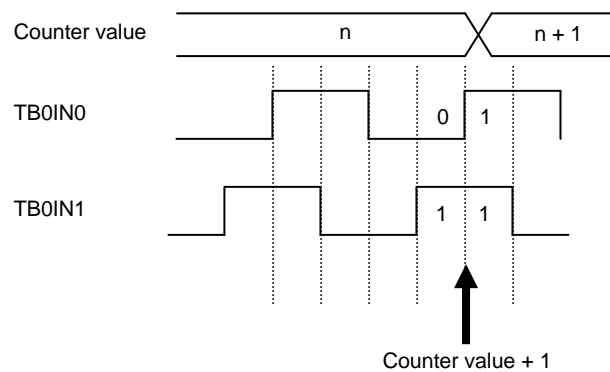 Counter value n n + 1
TB0IN0 0 1
TB0IN1 1 1
Counter value + 1